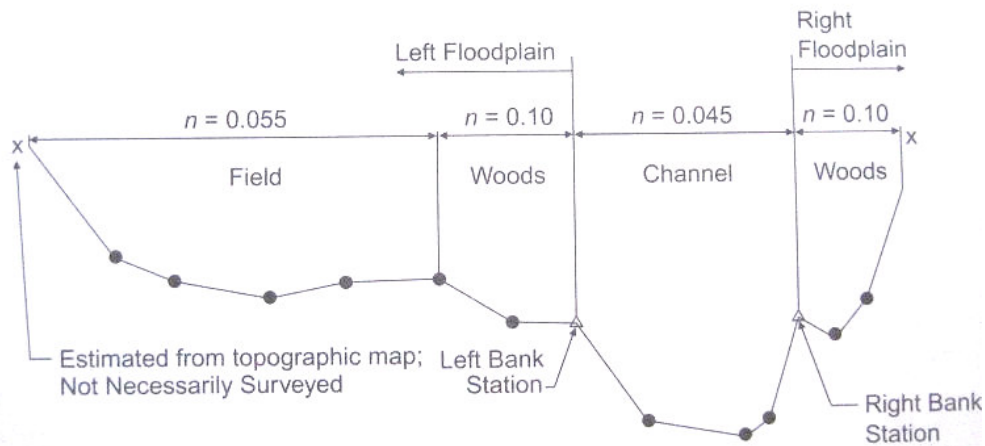 Right
Floodplain
Left Floodplain
n = 0.055
n = 0.10
n = 0.045
n = 0.10
x
x
Field
Woods
Channel
Woods
Estimated from topographic map;
Not Necessarily Surveyed
Left Bank
Station
Right Bank
Station